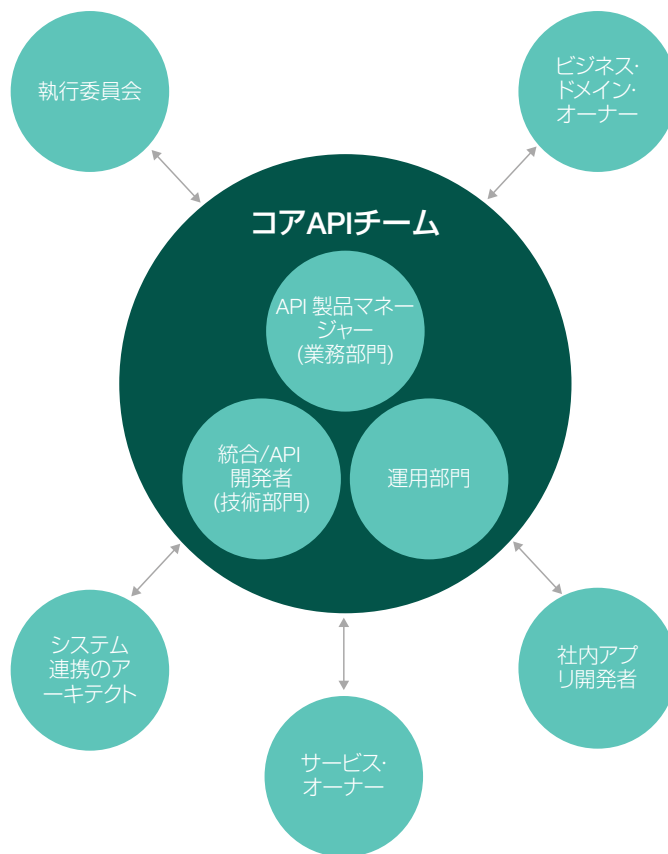 執行委員会
ビジネス・
ドメイン・
オーナー
コアAPIチーム
API 製品マネー
ジャー
(業務部門)
統合/API
開発者
(技術部門)
運用部門
システム
連携のア
ーキテクト
サービス・
オーナー
社内アプ
リ開発者